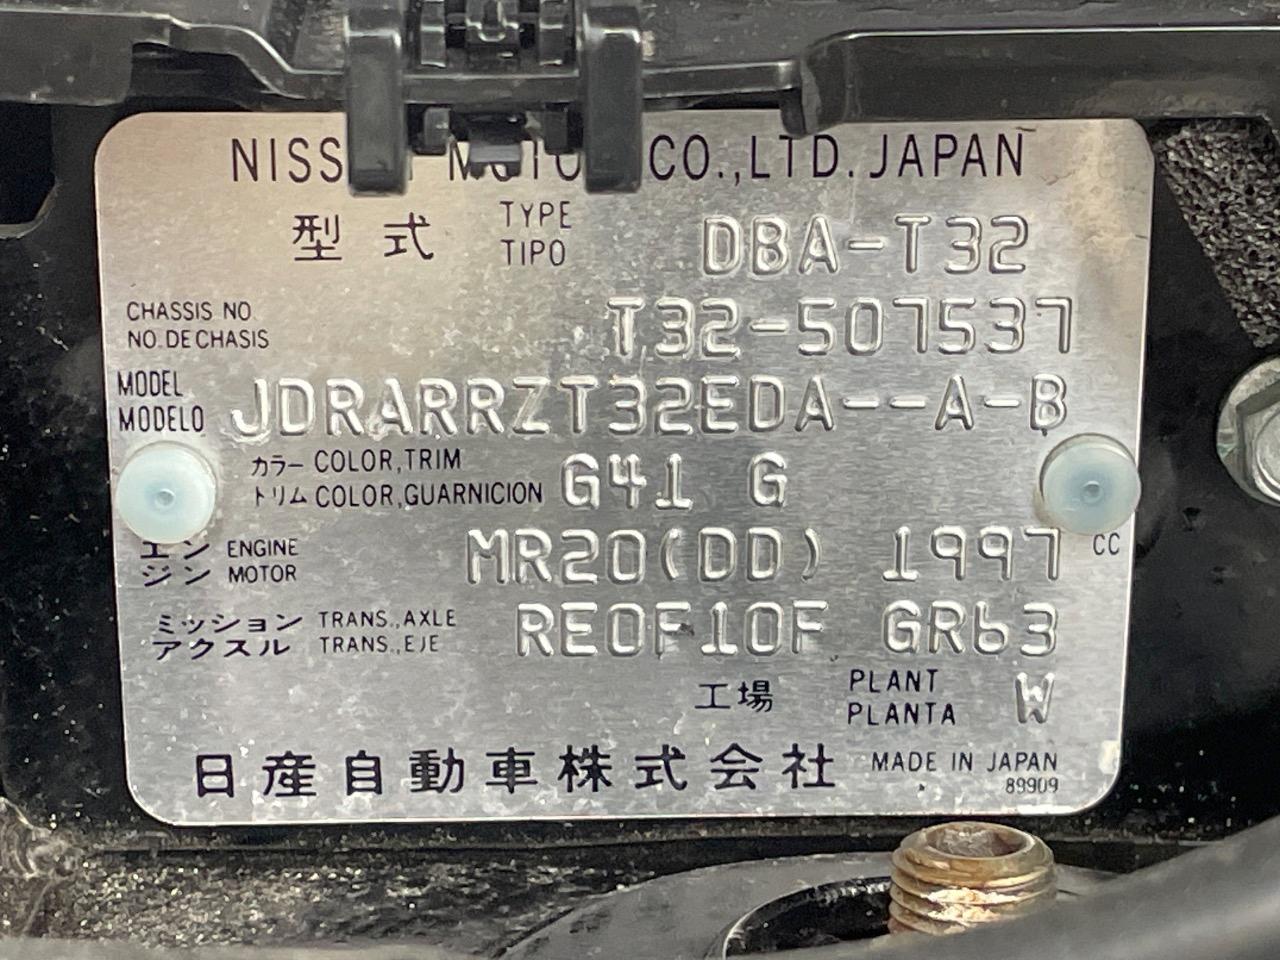 NISSAN MOTOR CO.,LTD. JAPAN
型式 TYPE TIPO DBA-T32
CHASSIS NO. NO. DE CHASIS T32-507537
MODEL MODELO JDRARRZT32EDA--A-B
カラー COLOR,TRIM トリム COLOR,GUARNICION G41 G
エンジン ENGINE MOTOR MR20(DD) 1997 CC
ミッション TRANS.,AXLE アクスル TRANS.,EJE RE0F10F GR63
工場 PLANT PLANTA W
日産自動車株式会社 MADE IN JAPAN
89909